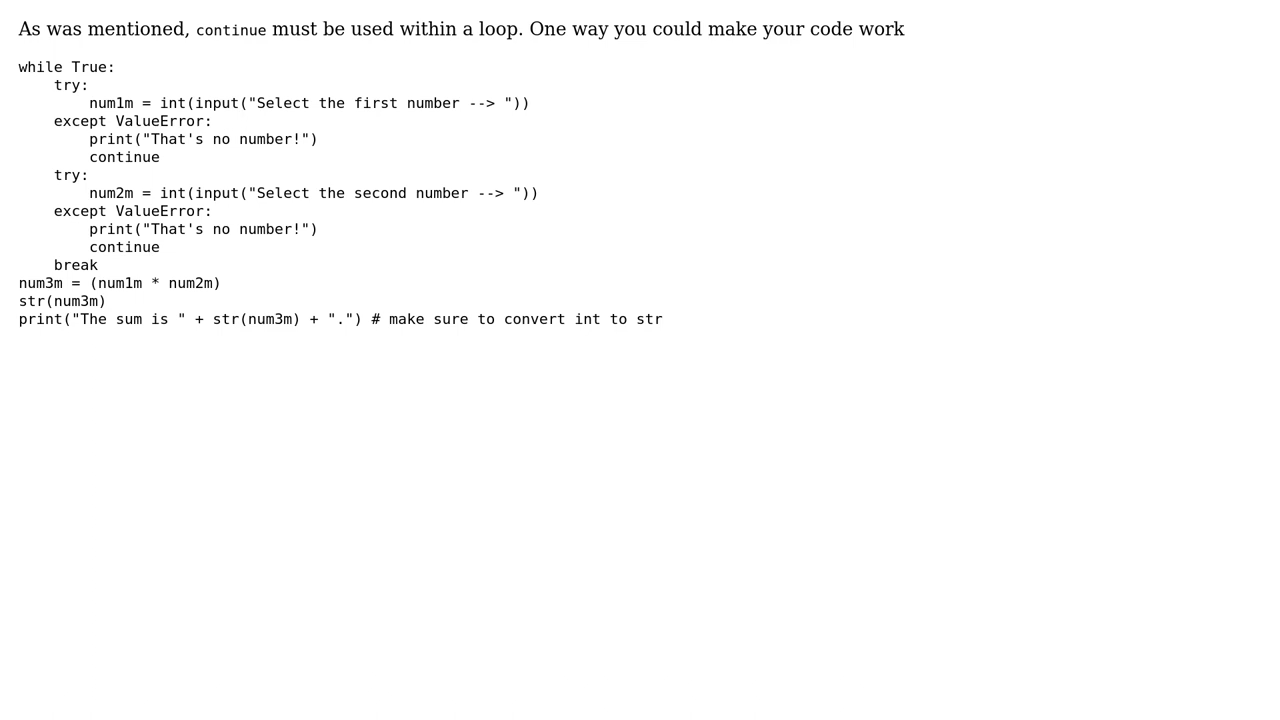 As was mentioned, continue must be used within a loop. One way you could make your code work
while True:
    try:
        num1m = int(input("Select the first number --> "))
    except ValueError:
        print("That's no number!")
        continue
    try:
        num2m = int(input("Select the second number --> "))
    except ValueError:
        print("That's no number!")
        continue
    break
num3m = (num1m * num2m)
str(num3m)
print("The sum is " + str(num3m) + ".") # make sure to convert int to str